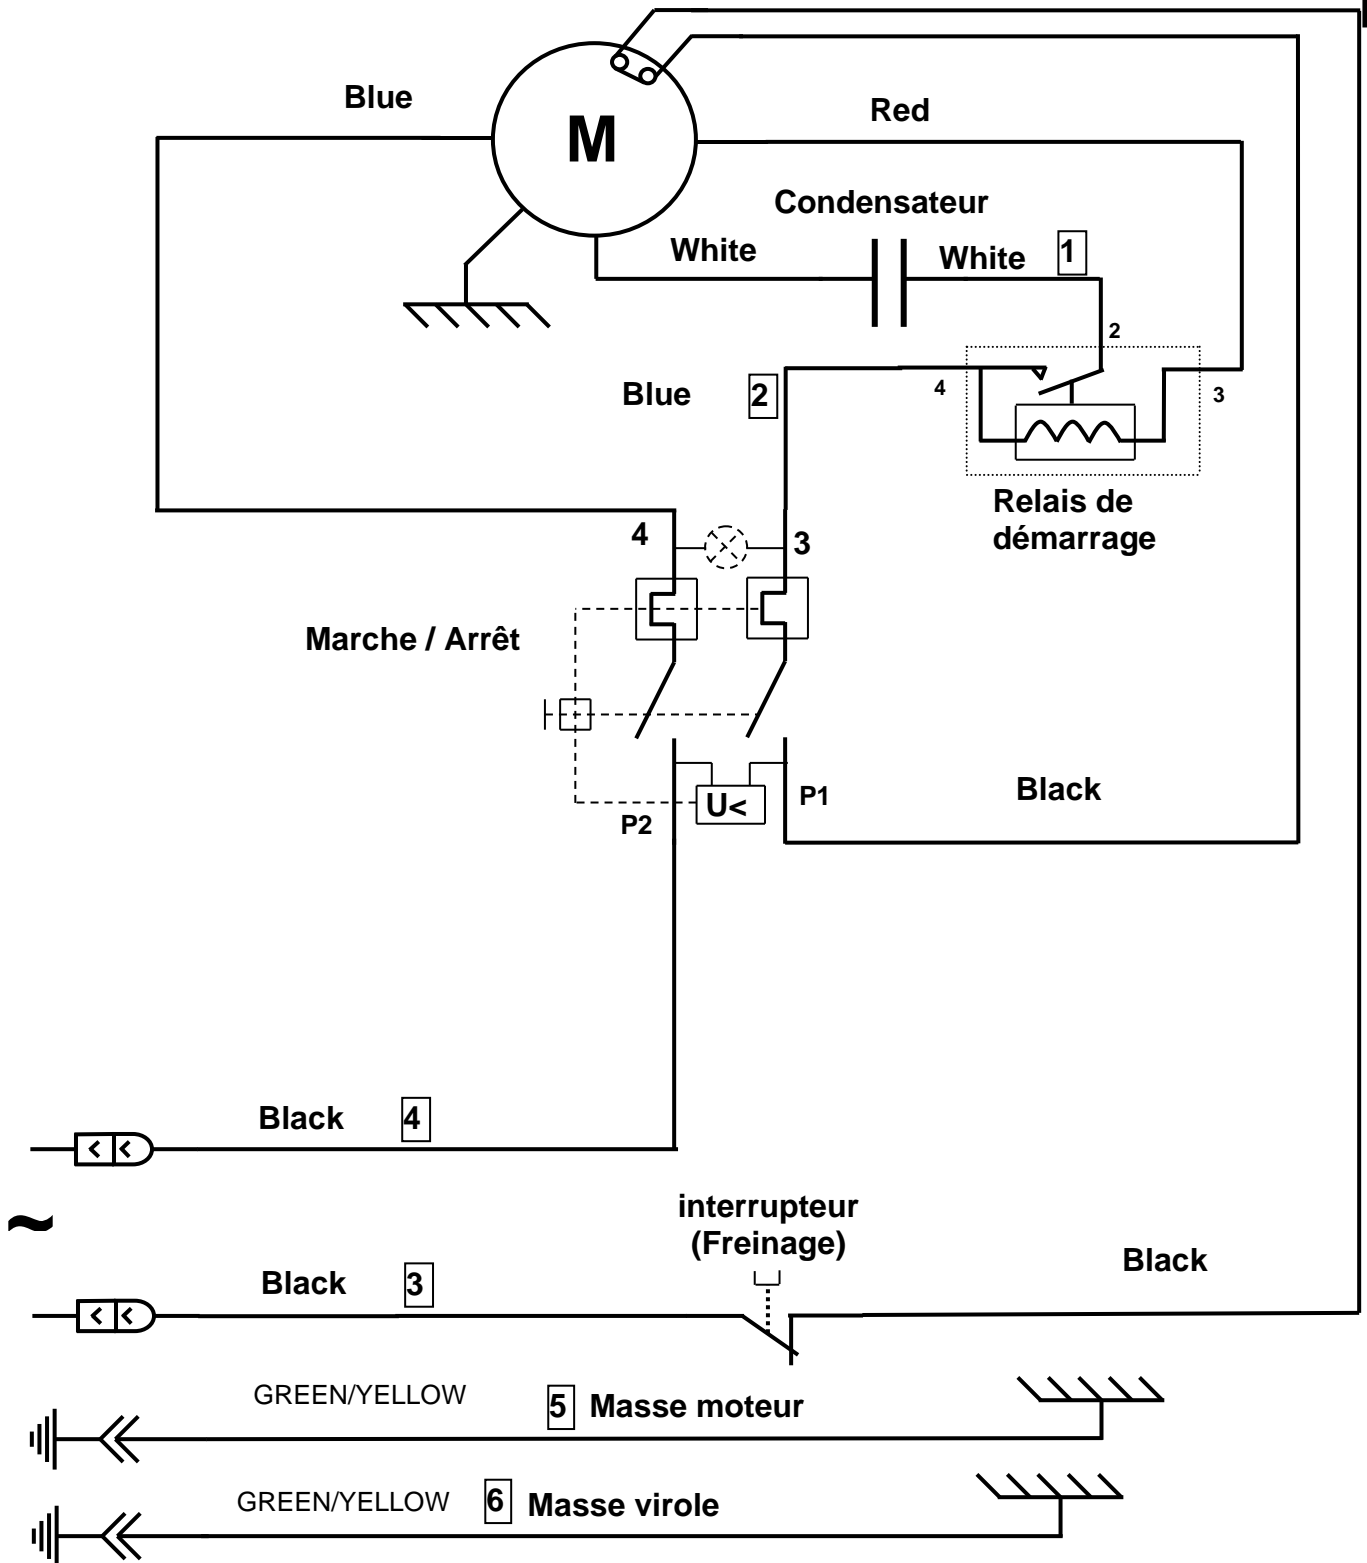 Blue
M
Red
Condensateur
White
White
1
2
Blue
2
4
3
Relais de
démarrage
4
3
Marche / Arrêt
U<
P1
P2
Black
Black
4
~
interrupteur
(Freinage)
Black
3
Black
GREEN/YELLOW
5
Masse moteur
GREEN/YELLOW
6
Masse virole